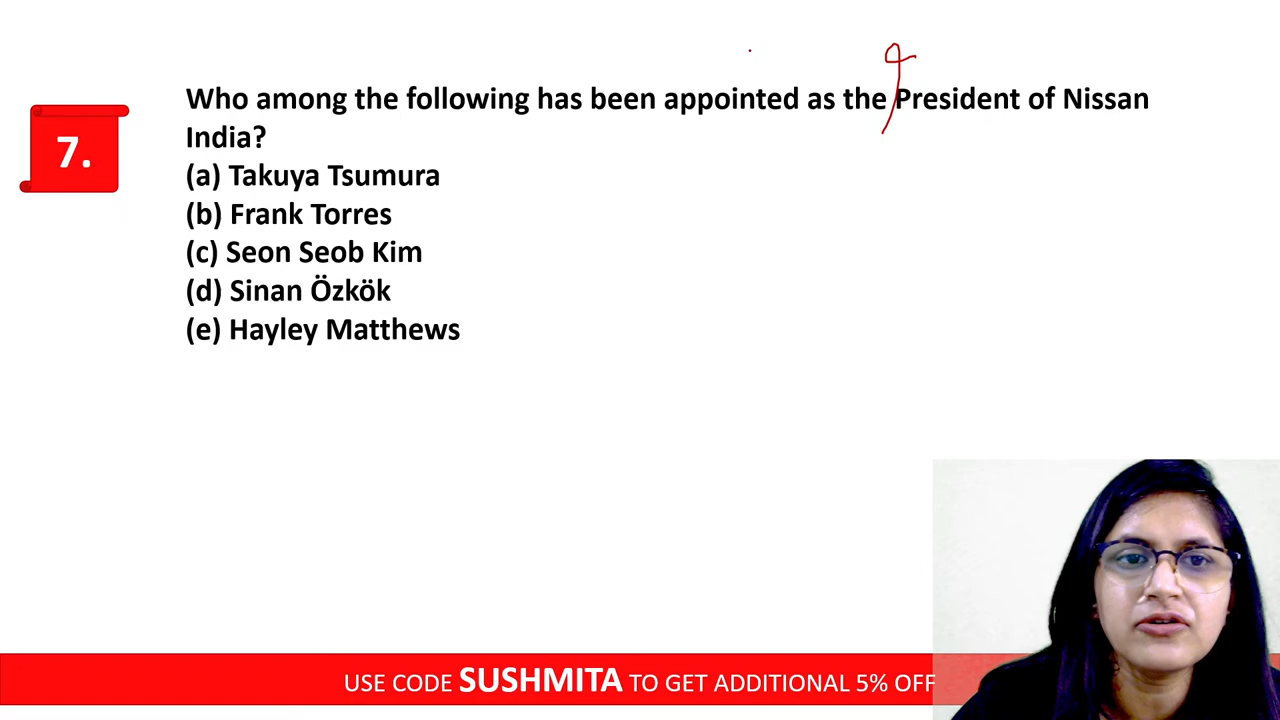 7.
Who among the following has been appointed as the President of Nissan
India?
(a) Takuya Tsumura
(b) Frank Torres
(c) Seon Seob Kim
(d) Sinan Özkök
(e) Hayley Matthews
USE CODE SUSHMITA TO GET ADDITIONAL 5% OFF